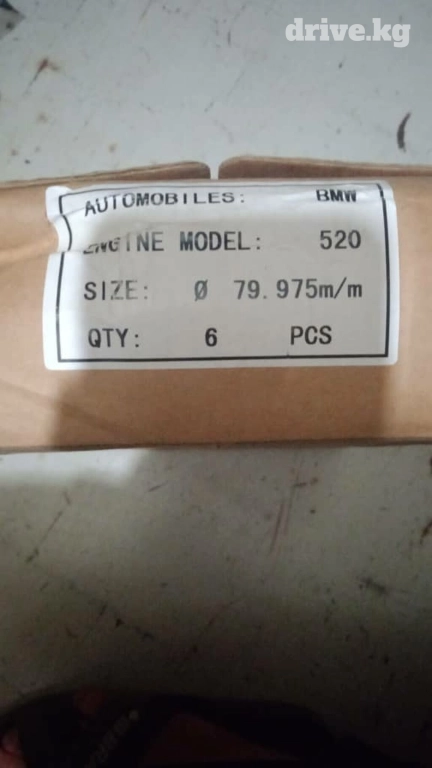 drive.kg
AUTOMOBILES: BMW
ENGINE MODEL: 520
SIZE: Ø 79.975m/m
QTY: 6 PCS